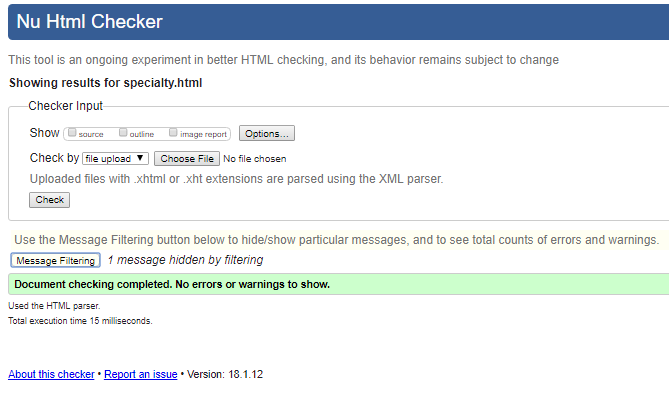 Nu Html Checker
This tool is an ongoing experiment in better HTML checking, and its behavior remains subject to change
Showing results for specialty.html
Checker Input
Show source outline image report Options...
Check by file upload ▼ Choose File No file chosen
Uploaded files with .xhtml or .xht extensions are parsed using the XML parser.
Check
Use the Message Filtering button below to hide/show particular messages, and to see total counts of errors and warnings.
Message Filtering 1 message hidden by filtering
Document checking completed. No errors or warnings to show.
Used the HTML parser.
Total execution time 15 milliseconds.
About this checker • Report an issue • Version: 18.1.12